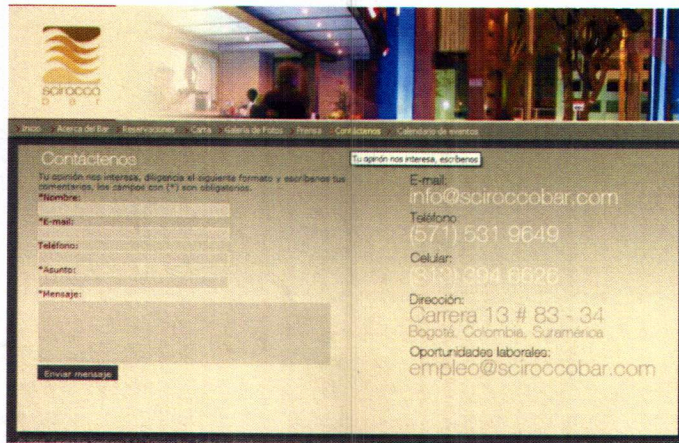 scirocco
bar
Inicio
Acerca del Bar
Reservaciones
Carta
Galería de Fotos
Prensa
Contáctenos
Calendario de eventos
Contáctenos
Tu opinón nos interesa, escríbenos
Tu opinión nos interesa, diligencia el siguiente formato y escríbenos tus
comentarios, los campos con (*) son obligatorios.
*Nombre:
*E-mail:
Teléfono:
*Asunto:
*Mensaje:
Enviar mensaje
E-mail:
info@sciroccobar.com
Teléfono:
(571) 531 9649
Celular:
Dirección:
Carrera 13 # 83 - 34
Bogotá, Colombia, Suramérica
Oportunidades laborales:
empleo@sciroccobar.com